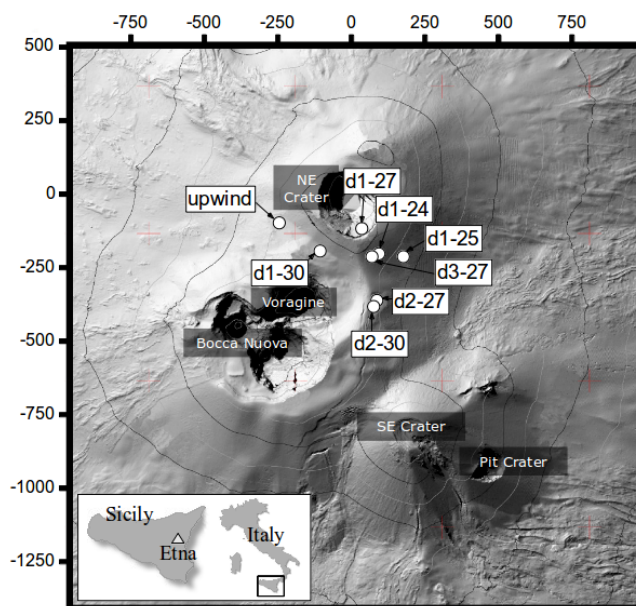 -750 -500 -250 0 250 500 750
500
250
0
-250
-500
-750
-1000
-1250
NE
Crater
d1-27
upwind
d1-24
d1-25
d1-30
d3-27
Voragine
d2-27
Bocca Nuova
d2-30
SE Crater
Pit Crater
Sicily
Etna
Italy